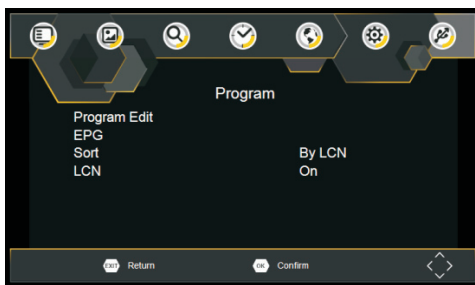 Program
Program Edit
EPG
Sort By LCN
LCN On
EXIT Return OK Confirm